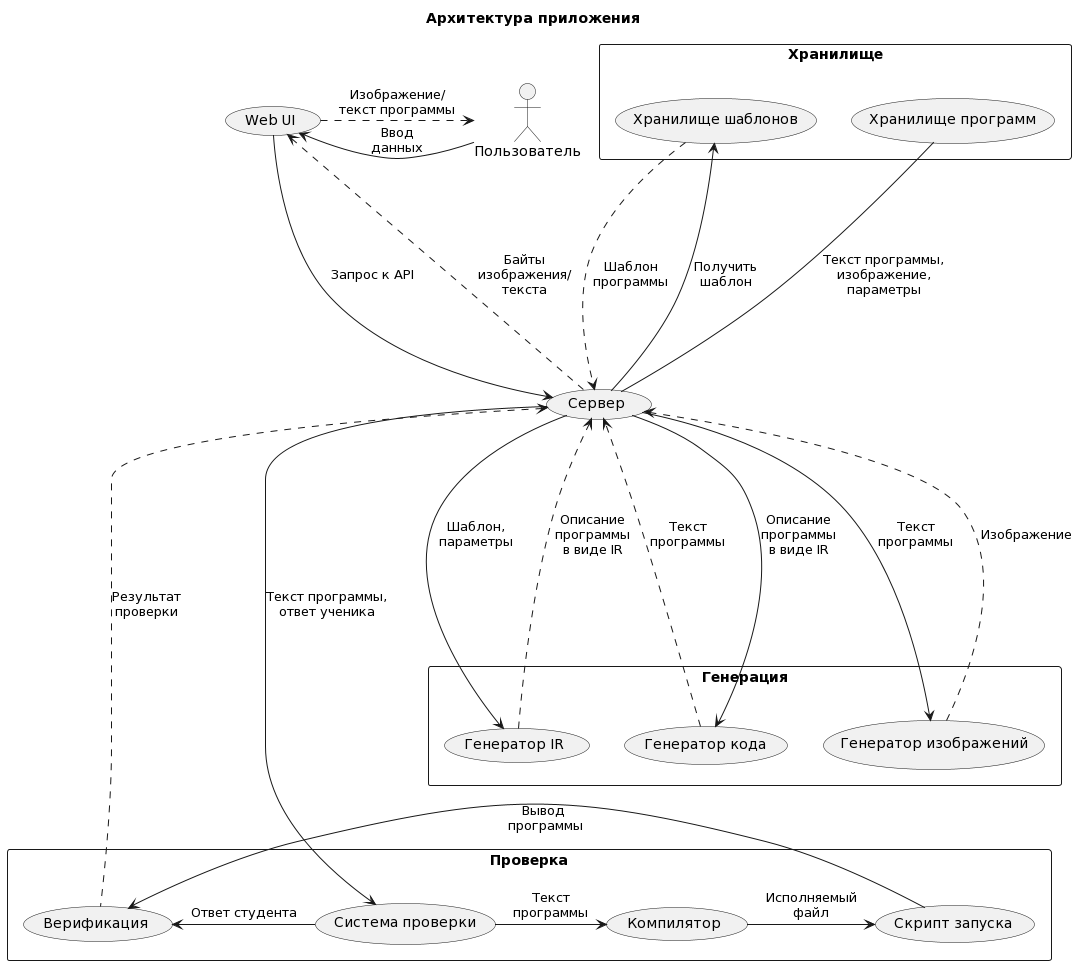 Архитектура приложения
Хранилище
Изображение/
текст программы
Web UI
Хранилище шаблонов
Хранилище программ
Ввод
данных
Пользователь
Запрос к API
Байты
изображения/
текста
Шаблон
программы
Получить
шаблон
Текст программы,
изображение,
параметры
Сервер
Шаблон,
параметры
Описание
программы
в виде IR
Текст
программы
Описание
программы
в виде IR
Текст
программы
Изображение
Результат
проверки
Текст программы,
ответ ученика
Генерация
Генератор IR
Генератор кода
Генератор изображений
Вывод
программы
Проверка
Верификация
Ответ студента
Система проверки
Текст
программы
Компилятор
Исполняемый
файл
Скрипт запуска